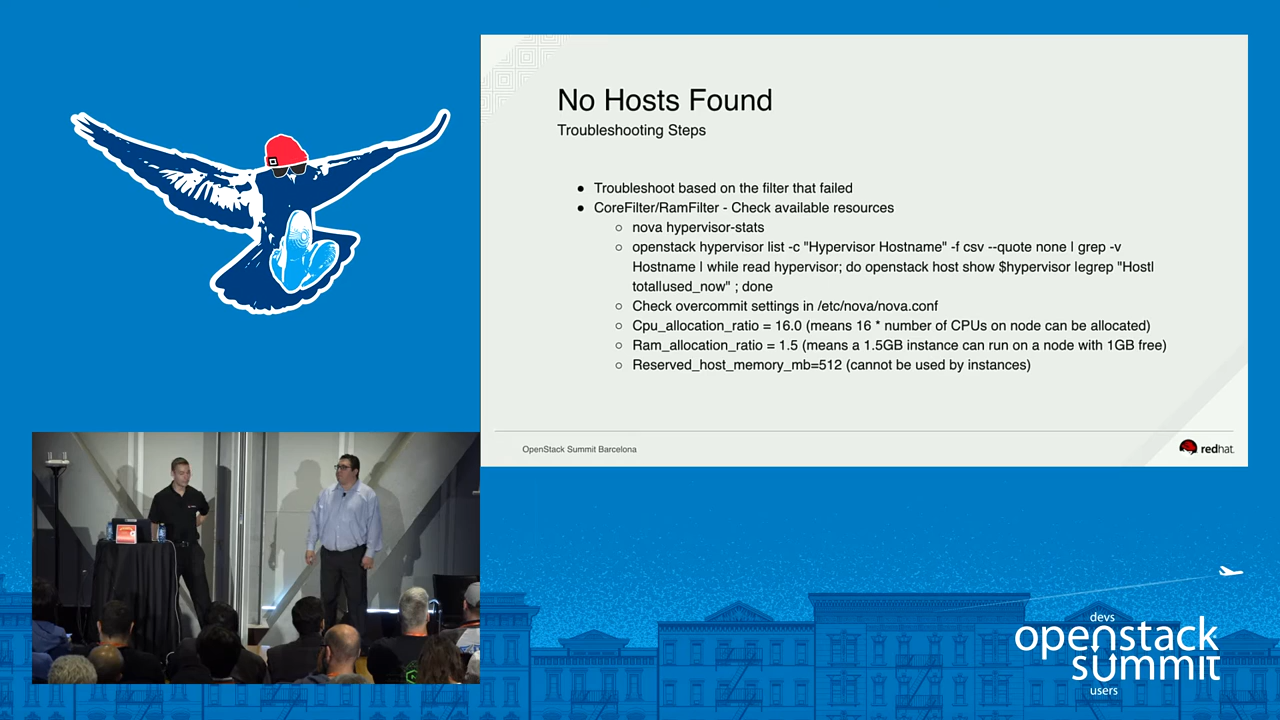 No Hosts Found
Troubleshooting Steps
● Troubleshoot based on the filter that failed
● CoreFilter/RamFilter - Check available resources
○ nova hypervisor-stats
○ openstack hypervisor list -c "Hypervisor Hostname" -f csv --quote none | grep -v
Hostname | while read hypervisor; do openstack host show $hypervisor |egrep "Host|
total|used_now" ; done
○ Check overcommit settings in /etc/nova/nova.conf
○ Cpu_allocation_ratio = 16.0 (means 16 * number of CPUs on node can be allocated)
○ Ram_allocation_ratio = 1.5 (means a 1.5GB instance can run on a node with 1GB free)
○ Reserved_host_memory_mb=512 (cannot be used by instances)
OpenStack Summit Barcelona
redhat.
devs
openstack
summit
users